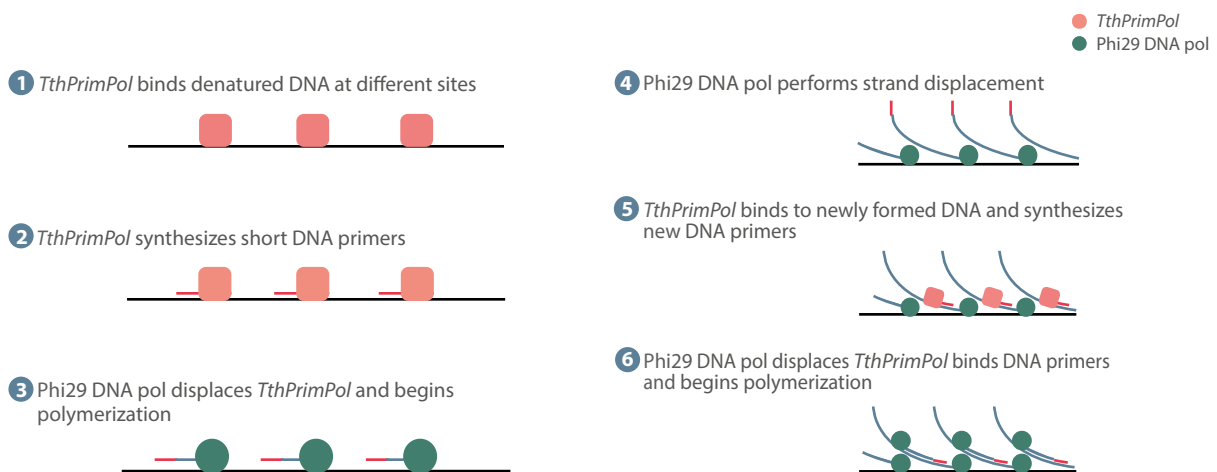 TthPrimPol
Phi29 DNA pol
1 TthPrimPol binds denatured DNA at different sites
2 TthPrimPol synthesizes short DNA primers
3 Phi29 DNA pol displaces TthPrimPol and begins
polymerization
4 Phi29 DNA pol performs strand displacement
5 TthPrimPol binds to newly formed DNA and synthesizes
new DNA primers
6 Phi29 DNA pol displaces TthPrimPol binds DNA primers
and begins polymerization